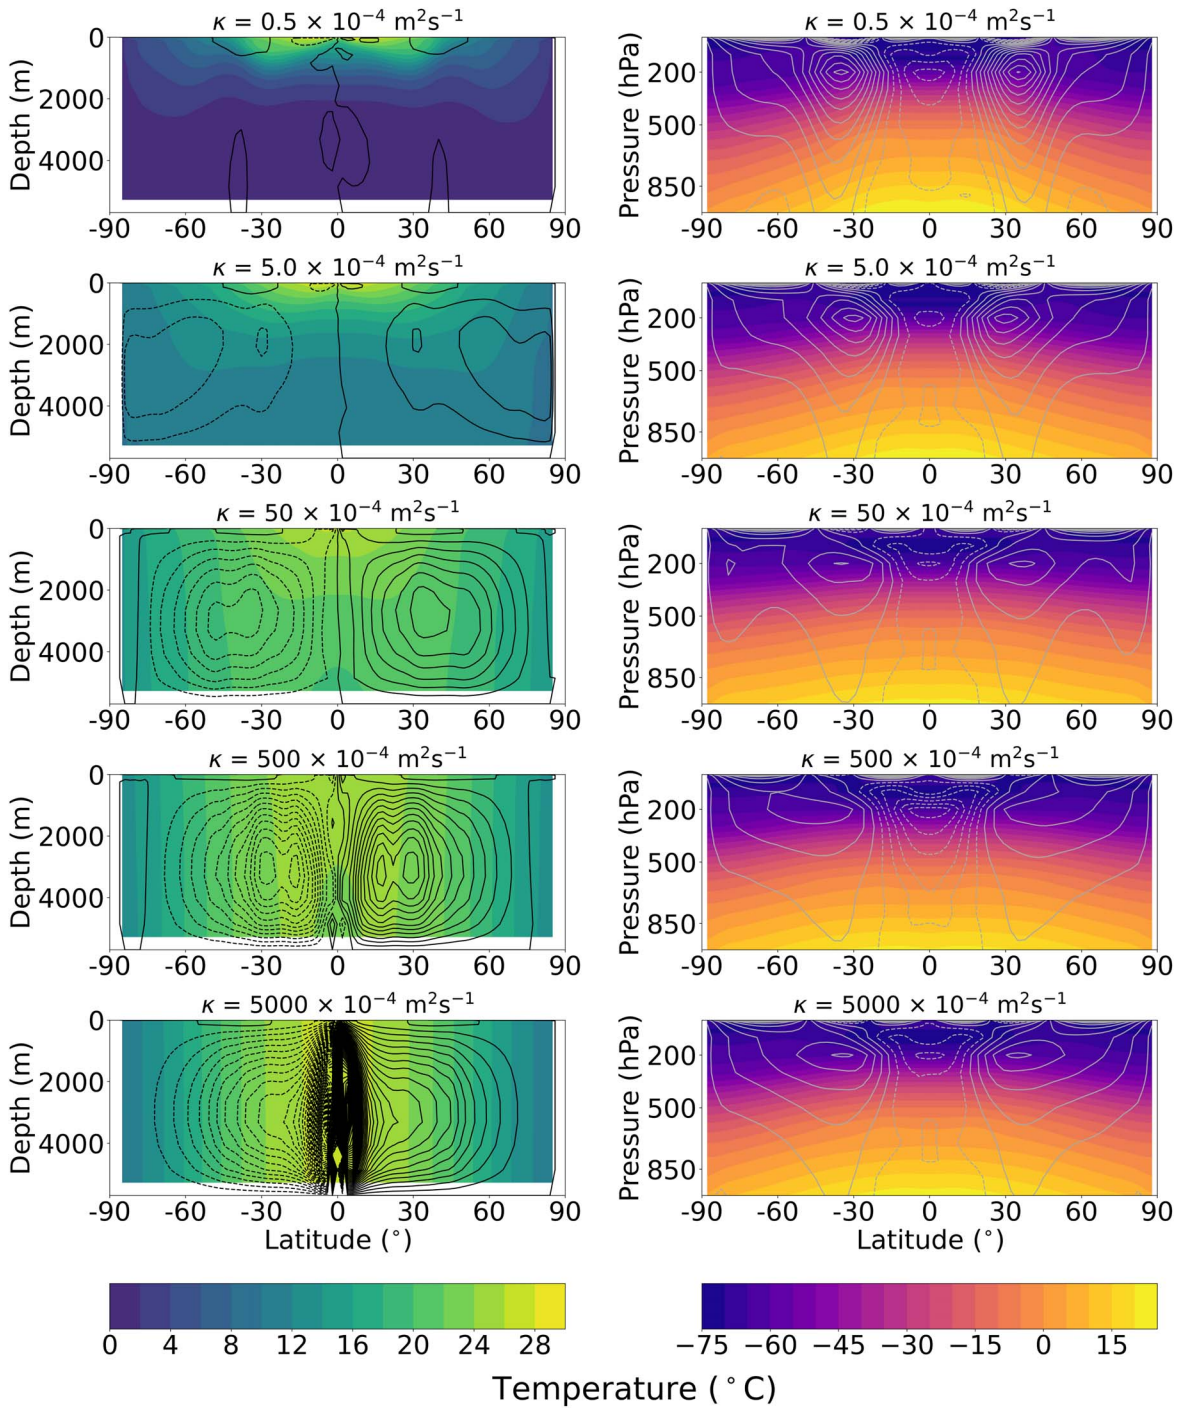 κ = 0.5 × 10⁻⁴ m²s⁻¹ κ = 0.5 × 10⁻⁴ m²s⁻¹
Depth (m) 0 2000 4000
-90 -60 -30 0 30 60 90
Pressure (hPa) 200 500 850
-90 -60 -30 0 30 60 90
κ = 5.0 × 10⁻⁴ m²s⁻¹ κ = 5.0 × 10⁻⁴ m²s⁻¹
Depth (m) 0 2000 4000
-90 -60 -30 0 30 60 90
Pressure (hPa) 200 500 850
-90 -60 -30 0 30 60 90
κ = 50 × 10⁻⁴ m²s⁻¹ κ = 50 × 10⁻⁴ m²s⁻¹
Depth (m) 0 2000 4000
-90 -60 -30 0 30 60 90
Pressure (hPa) 200 500 850
-90 -60 -30 0 30 60 90
κ = 500 × 10⁻⁴ m²s⁻¹ κ = 500 × 10⁻⁴ m²s⁻¹
Depth (m) 0 2000 4000
-90 -60 -30 0 30 60 90
Pressure (hPa) 200 500 850
-90 -60 -30 0 30 60 90
κ = 5000 × 10⁻⁴ m²s⁻¹ κ = 5000 × 10⁻⁴ m²s⁻¹
Depth (m) 0 2000 4000
-90 -60 -30 0 30 60 90
Latitude (°)
Pressure (hPa) 200 500 850
-90 -60 -30 0 30 60 90
Latitude (°)
0 4 8 12 16 20 24 28
−75 −60 −45 −30 −15 0 15
Temperature (°C)